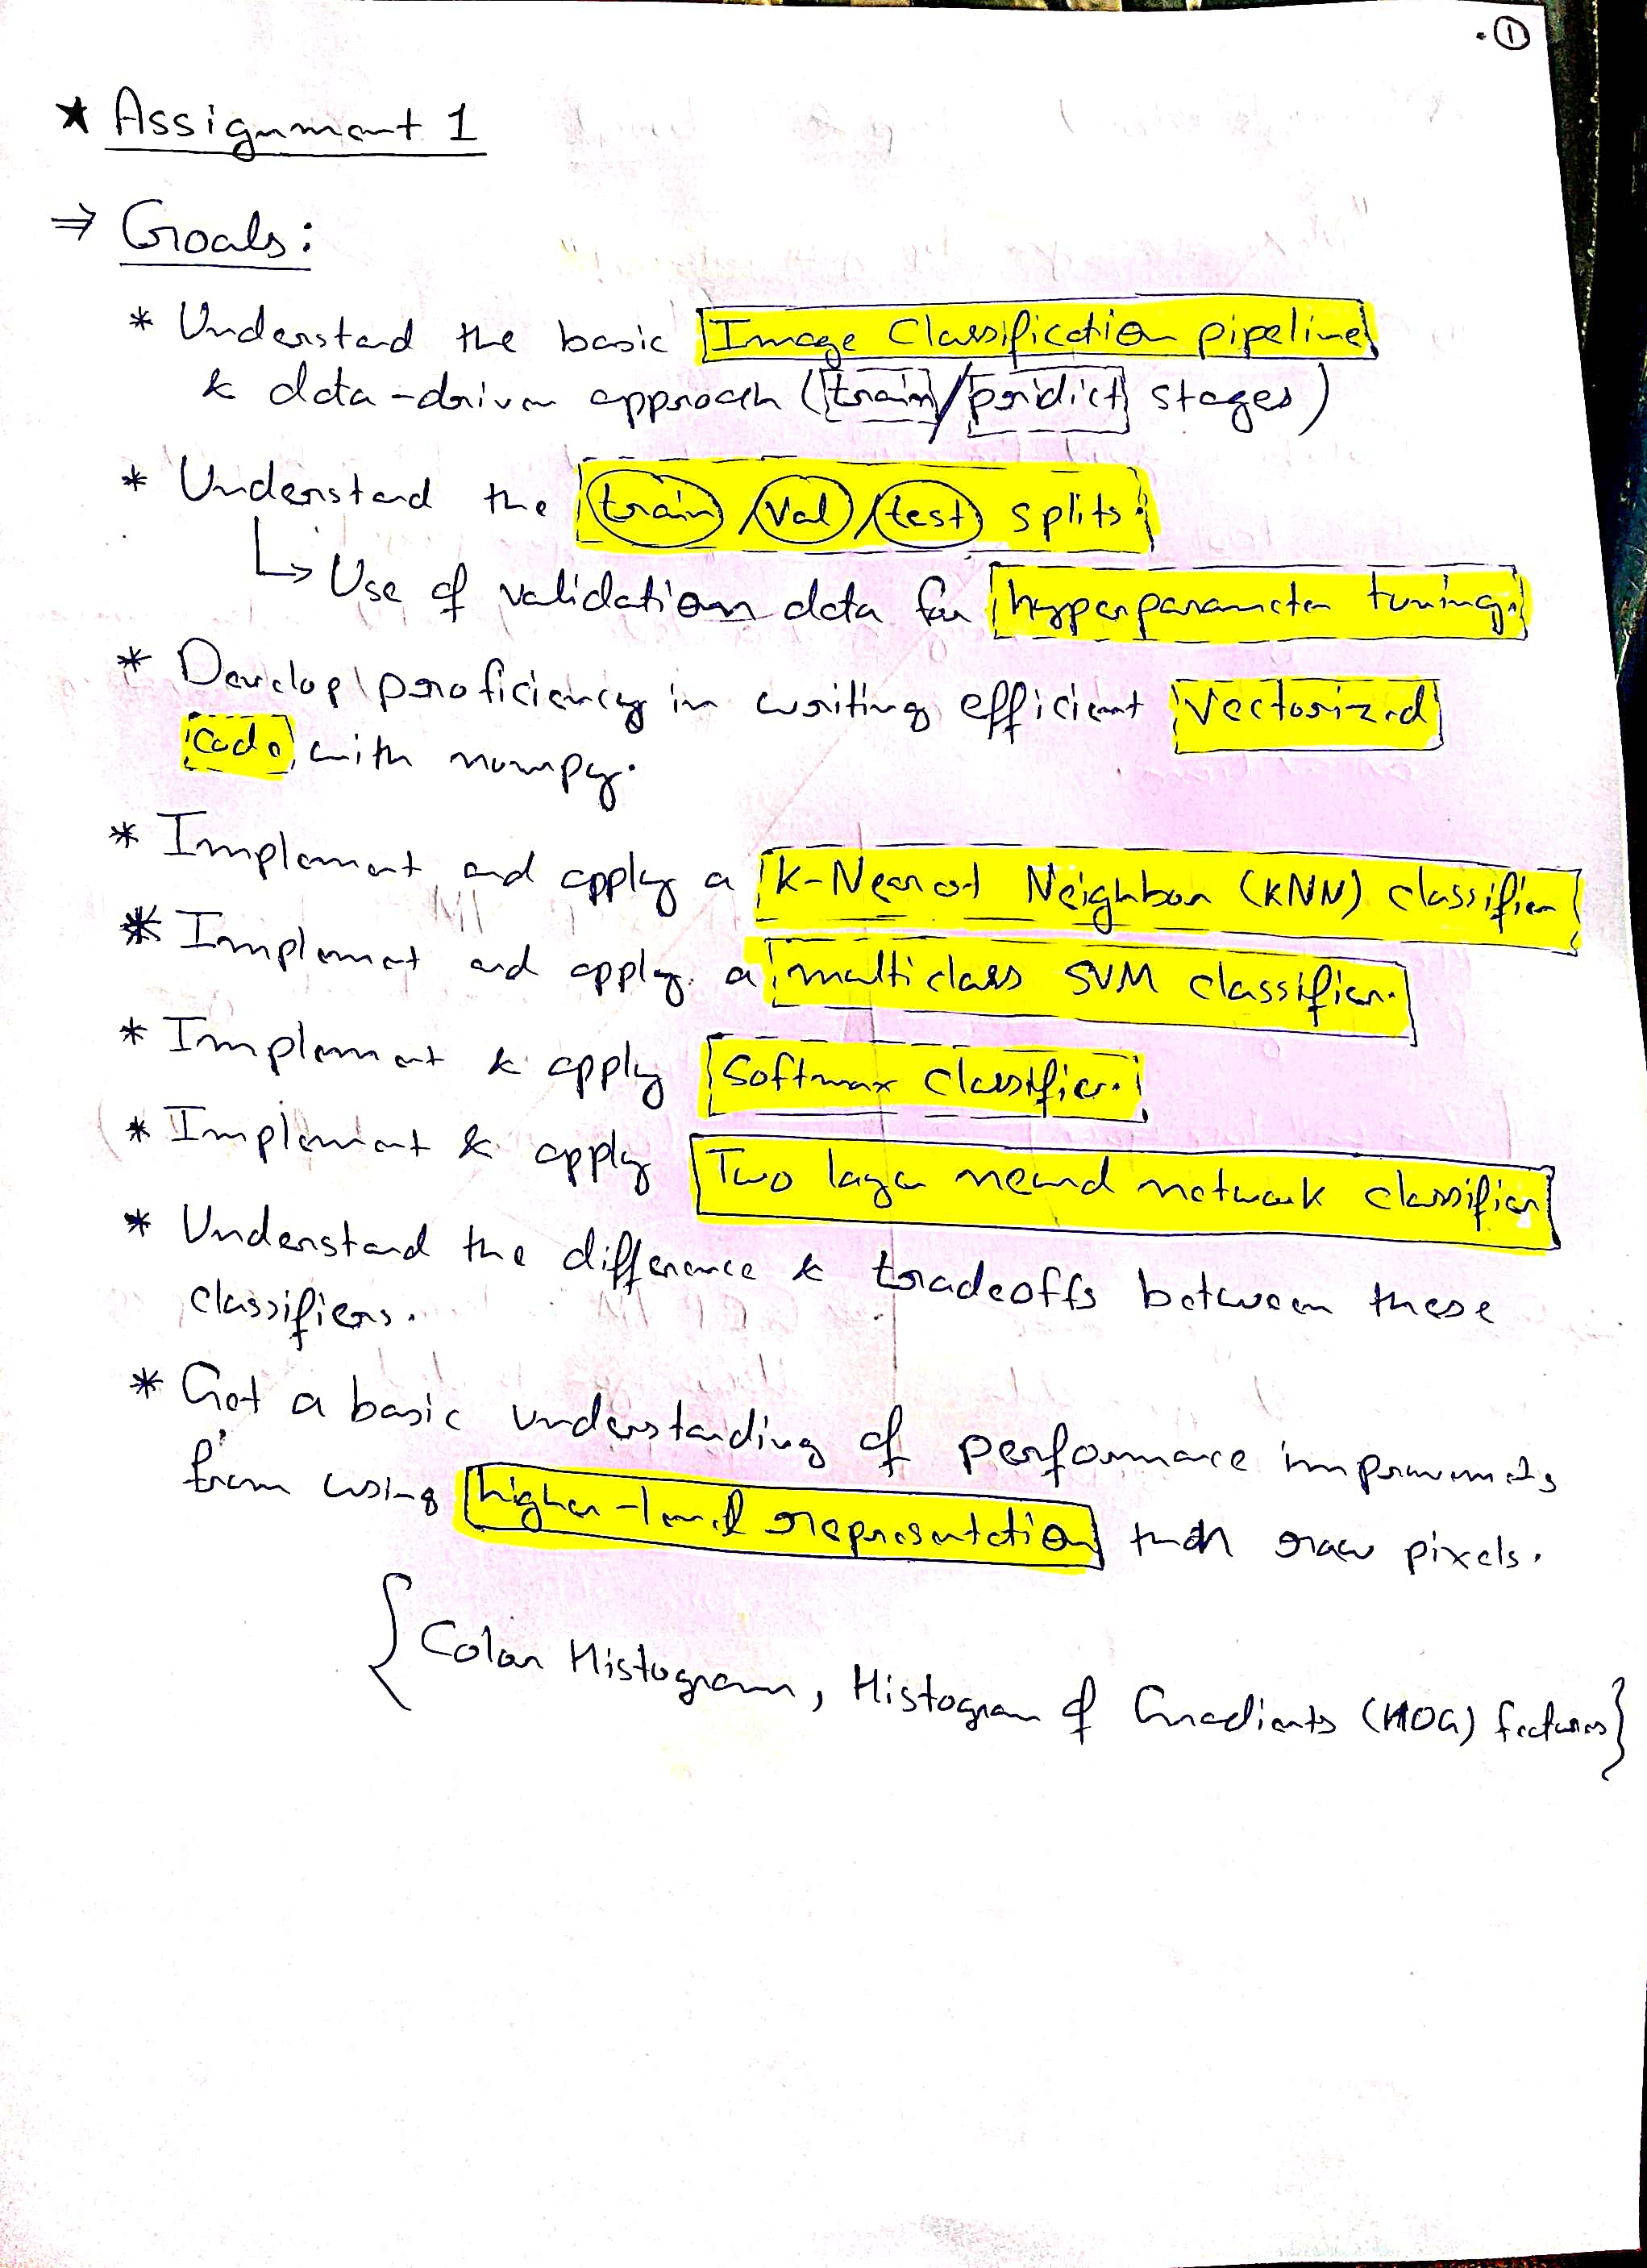 ①
★ Assignment 1
⇒ Goals:
* Understand the basic Image Classification pipeline
& data-driven approach (train/pridict stages)
* Understand the train/val/test splits.
↳ Use of validation data for hyperparameter tuning.
* Develop proficiency in writing efficient Vectorized
Code with numpy.
* Implement and apply a k-Nearest Neighbor (kNN) classifier
* Implement and apply a multiclass SVM classifier.
* Implement & apply Softmax classifier.
* Implement & apply Two layer neural network classifier
* Understand the difference & tradeoffs between these
classifiers.
* Get a basic understanding of performance improvements
from using higher-level representation than raw pixels.
{Color Histogram, Histogram of Gradients (HOG) features}